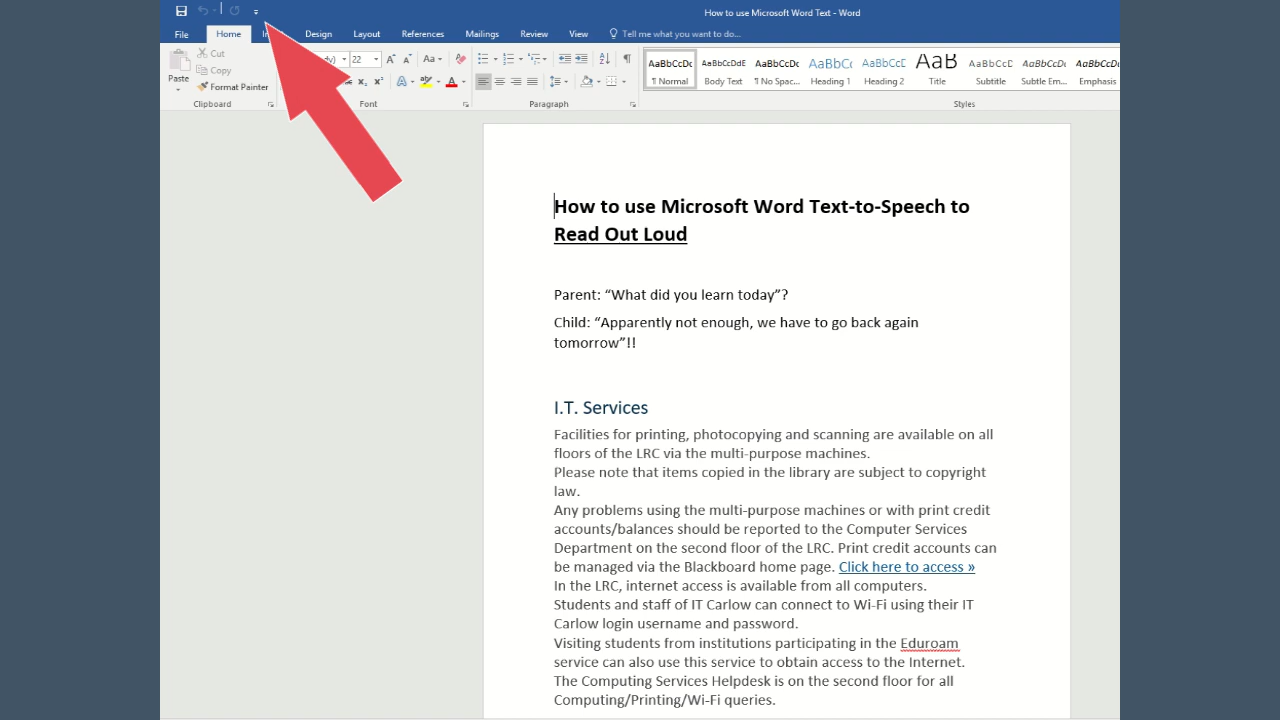 How to use Microsoft Word Text - Word
File Home Design Layout References Mailings Review View Tell me what you want to do...
Cut
Copy
Paste
Format Painter
22
Aa
AaBbCcDc AaBbCcDdE AaBbCcDc AaBbCc AaBbCcC AaB AaBbCcD AaBbCcDc AaBbCcDc
¶ Normal Body Text ¶ No Spac... Heading 1 Heading 2 Title Subtitle Subtle Em... Emphasis
Clipboard Font Paragraph Styles
How to use Microsoft Word Text-to-Speech to
Read Out Loud
Parent: “What did you learn today”?
Child: “Apparently not enough, we have to go back again
tomorrow”!!
I.T. Services
Facilities for printing, photocopying and scanning are available on all
floors of the LRC via the multi-purpose machines.
Please note that items copied in the library are subject to copyright
law.
Any problems using the multi-purpose machines or with print credit
accounts/balances should be reported to the Computer Services
Department on the second floor of the LRC. Print credit accounts can
be managed via the Blackboard home page. Click here to access »
In the LRC, internet access is available from all computers.
Students and staff of IT Carlow can connect to Wi-Fi using their IT
Carlow login username and password.
Visiting students from institutions participating in the Eduroam
service can also use this service to obtain access to the Internet.
The Computing Services Helpdesk is on the second floor for all
Computing/Printing/Wi-Fi queries.